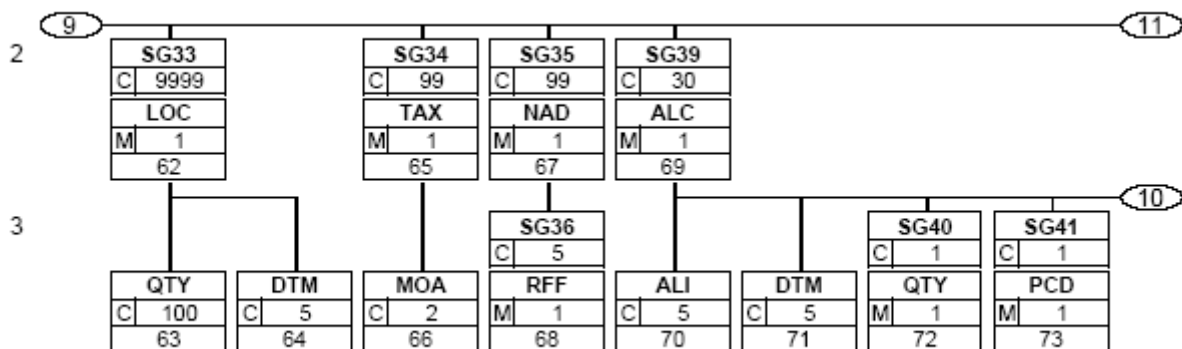 9 11
2 SG33 SG34 SG35 SG39
C 9999 C 99 C 99 C 30
LOC TAX NAD ALC
M 1 M 1 M 1 M 1
62 65 67 69
10
3 SG36 SG40 SG41
C 5 C 1 C 1
QTY DTM MOA RFF ALI DTM QTY PCD
C 100 C 5 C 2 M 1 C 5 C 5 M 1 M 1
63 64 66 68 70 71 72 73